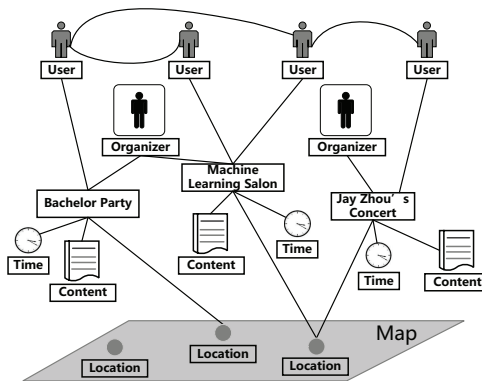 User
User
User
User
Organizer
Organizer
Machine
Learning Salon
Bachelor Party
Jay Zhou's
Concert
Time
Content
Content
Time
Time
Content
Map
Location
Location
Location